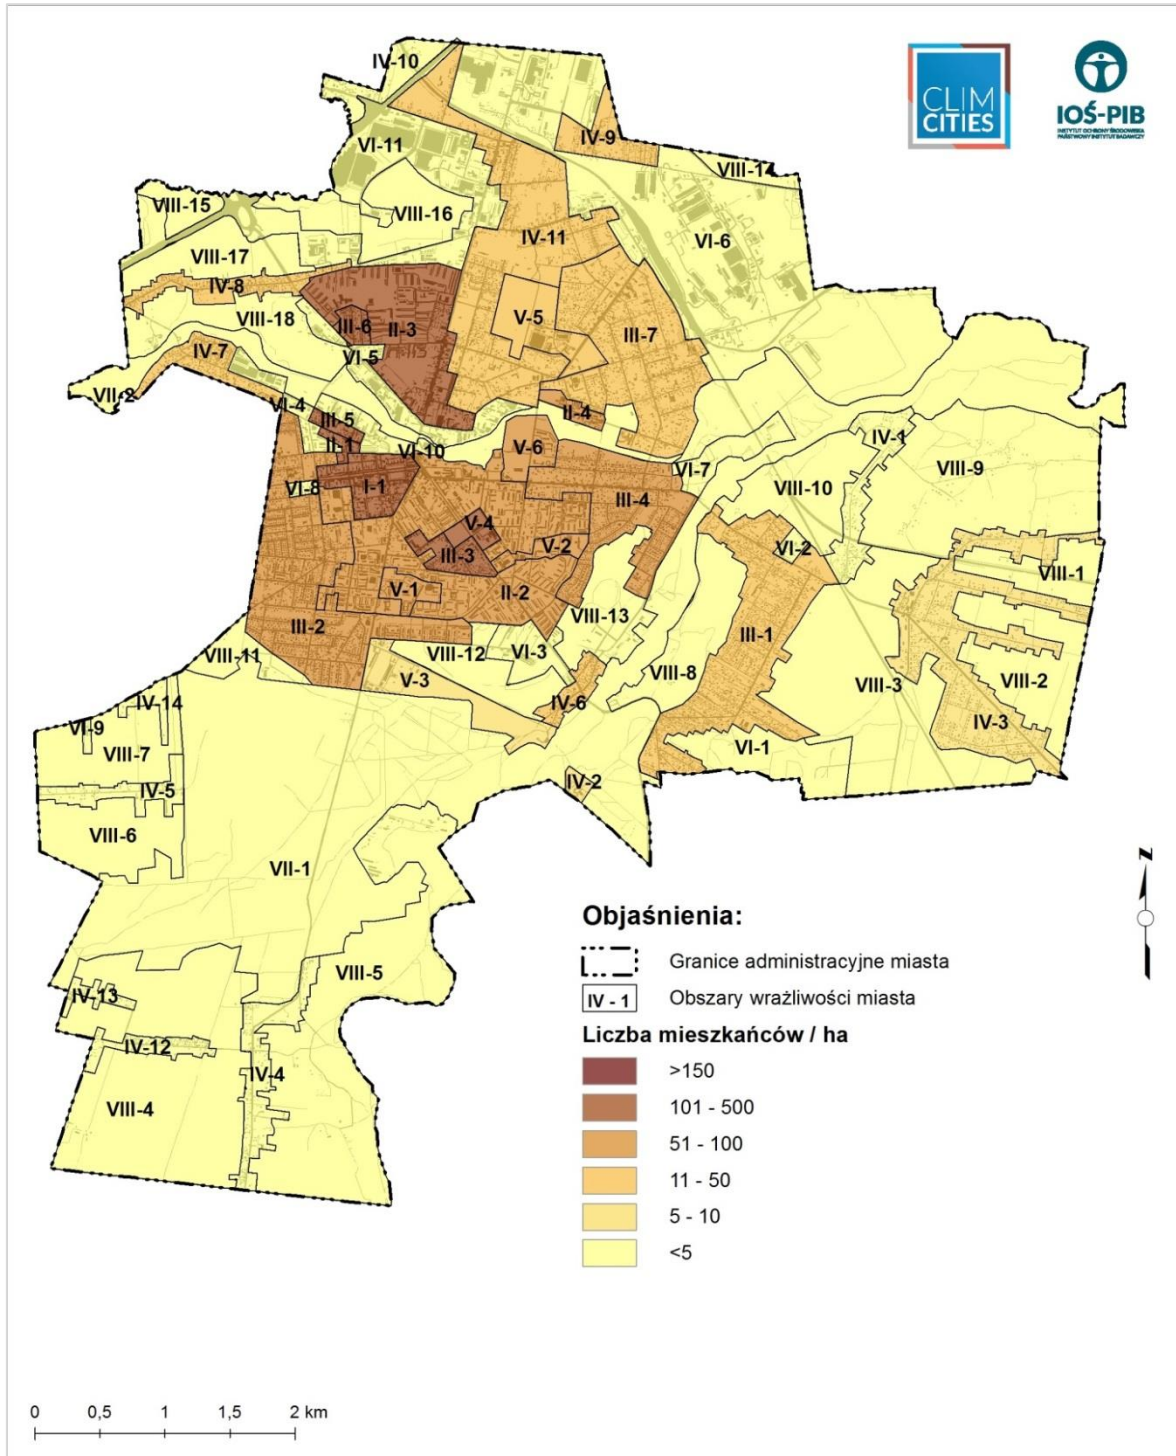 IV-10
CLIM
CITIES
IOŚ-PIB
INSTYTUT OCHRONY ŚRODOWISKA
PAŃSTWOWY INSTYTUT BADAWCZY
VI-11
IV-9
VIII-14
VIII-15
VIII-16
IV-11
VI-6
VIII-17
IV-8
VIII-18
III-6
II-3
V-5
III-7
IV-7
VI-5
VII-2
VI-4
III-5
II-4
II-1
VI-10
V-6
IV-1
VI-7
VIII-9
VI-8
I-1
III-4
VIII-10
V-4
III-3
V-2
VI-2
VIII-1
V-1
II-2
III-2
VIII-13
III-1
VIII-11
VIII-12
VI-3
V-3
VIII-8
VIII-3
VIII-2
IV-14
IV-6
IV-3
VI-9
VIII-7
VI-1
IV-5
IV-2
VIII-6
VII-1
Z
Objaśnienia:
Granice administracyjne miasta
IV - 1 Obszary wrażliwości miasta
VIII-5
IV-13
Liczba mieszkańców / ha
IV-12
IV-4
>150
VIII-4
101 - 500
51 - 100
11 - 50
5 - 10
<5
0 0,5 1 1,5 2 km